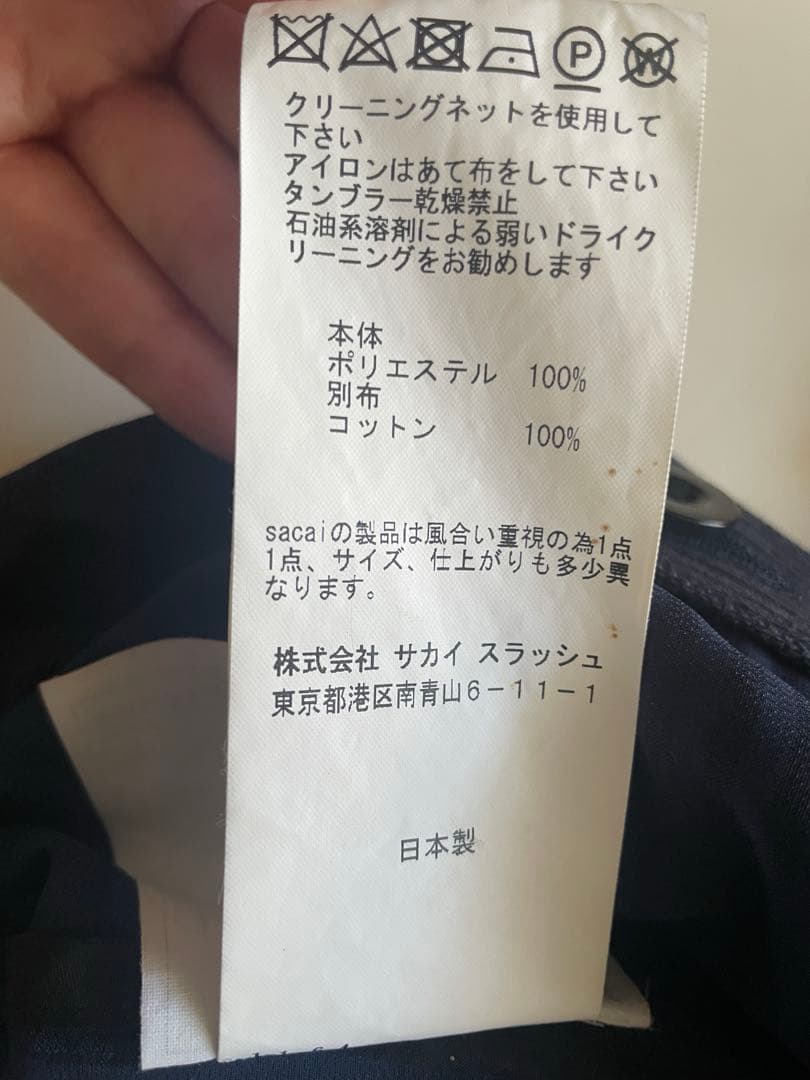 P W
クリーニングネットを使用して
下さい
アイロンはあて布をして下さい
タンブラー乾燥禁止
石油系溶剤による弱いドライク
リーニングをお勧めします
本体
ポリエステル 100%
別布
コットン 100%
sacaiの製品は風合い重視の為1点
1点、サイズ、仕上がりも多少異
なります。
株式会社 サカイ スラッシュ
東京都港区南青山6-11-1
日本製